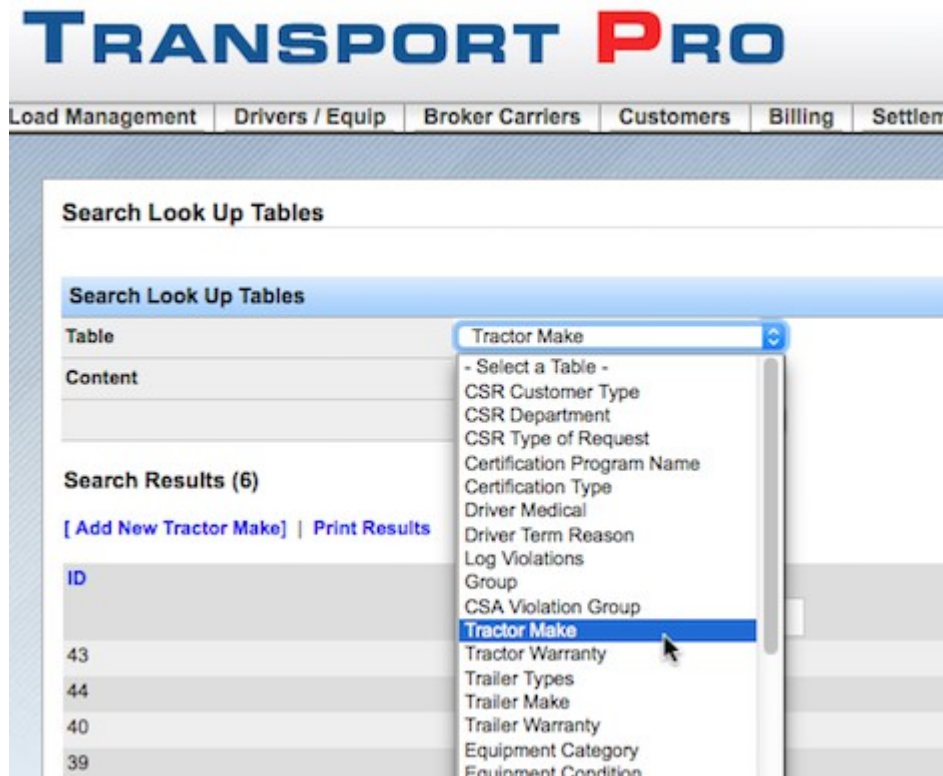 TRANSPORT PRO
Load Management | Drivers / Equip | Broker Carriers | Customers | Billing | Settlem
Search Look Up Tables
Search Look Up Tables
Table
Tractor Make
Content
- Select a Table -
CSR Customer Type
CSR Department
CSR Type of Request
Certification Program Name
Certification Type
Driver Medical
Driver Term Reason
Log Violations
Group
CSA Violation Group
Tractor Make
Tractor Warranty
Trailer Types
Trailer Make
Trailer Warranty
Equipment Category
Equipment Condition
Search Results (6)
[ Add New Tractor Make] | Print Results
ID
43
44
40
39